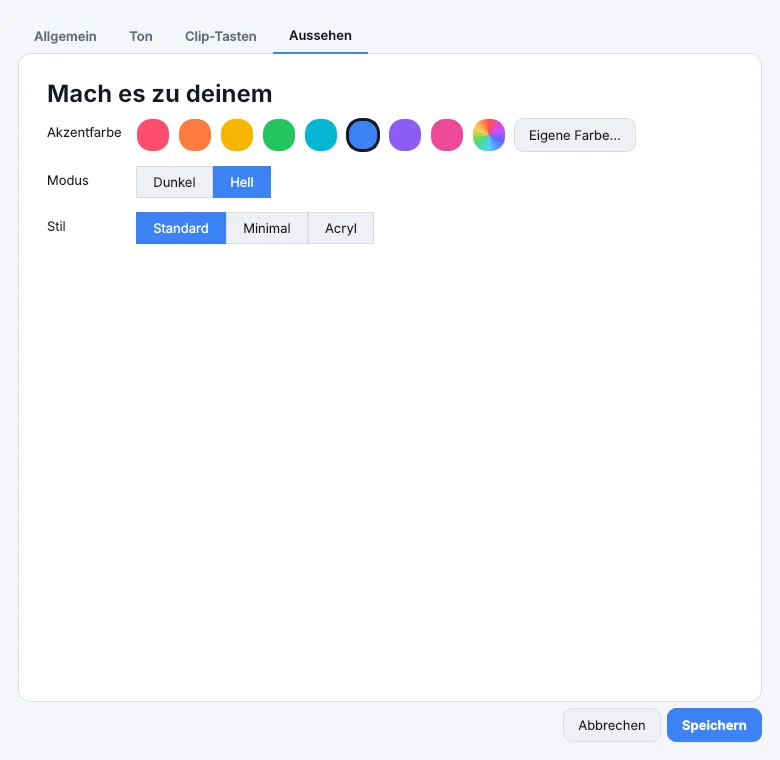 Allgemein Ton Clip-Tasten Aussehen
Mach es zu deinem
Akzentfarbe Eigene Farbe...
Modus Dunkel Hell
Stil Standard Minimal Acryl
Abbrechen Speichern